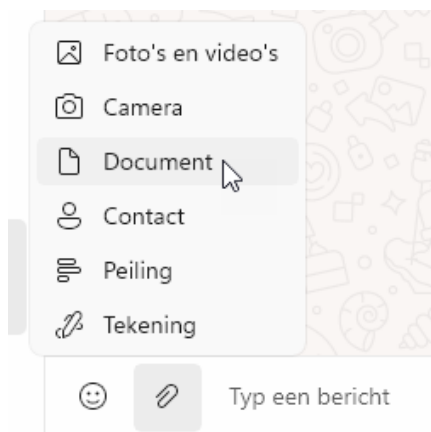 Foto's en video's
Camera
Document
Contact
Peiling
Tekening
Typ een bericht